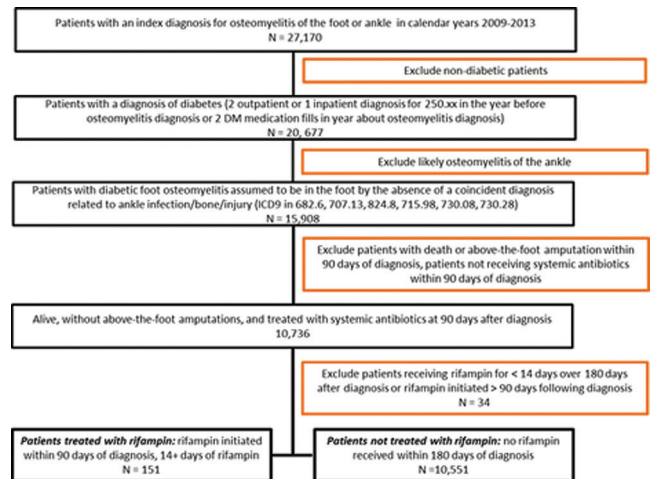 Patients with an index diagnosis for osteomyelitis of the foot or ankle in calendar years 2009-2013
N = 27,170
Exclude non-diabetic patients
Patients with a diagnosis of diabetes (2 outpatient or 1 inpatient diagnosis for 250.xx in the year before
osteomyelitis diagnosis or 2 DM medication fills in year about osteomyelitis diagnosis)
N = 20, 677
Exclude likely osteomyelitis of the ankle
Patients with diabetic foot osteomyelitis assumed to be in the foot by the absence of a coincident diagnosis
related to ankle infection/bone/injury (ICD9 in 682.6, 707.13, 824.8, 715.98, 730.08, 730.28)
N = 15,908
Exclude patients with death or above-the-foot amputation within
90 days of diagnosis, patients not receiving systemic antibiotics
within 90 days of diagnosis
Alive, without above-the-foot amputations, and treated with systemic antibiotics at 90 days after diagnosis
10,736
Exclude patients receiving rifampin for < 14 days over 180 days
after diagnosis or rifampin initiated > 90 days following diagnosis
N = 34
Patients treated with rifampin: rifampin initiated
within 90 days of diagnosis, 14+ days of rifampin
N = 151
Patients not treated with rifampin: no rifampin
received within 180 days of diagnosis
N =10,551